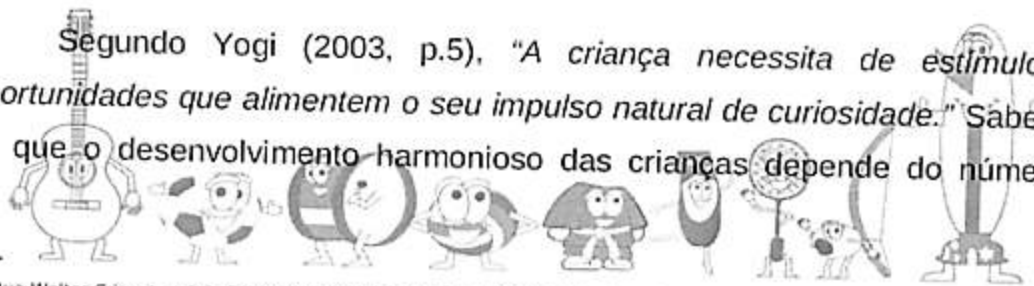 Segundo Yogi (2003, p.5), "A criança necessita de estímulo
ortunidades que alimentem o seu impulso natural de curiosidade." Sabe
que o desenvolvimento harmonioso das crianças depende do núme